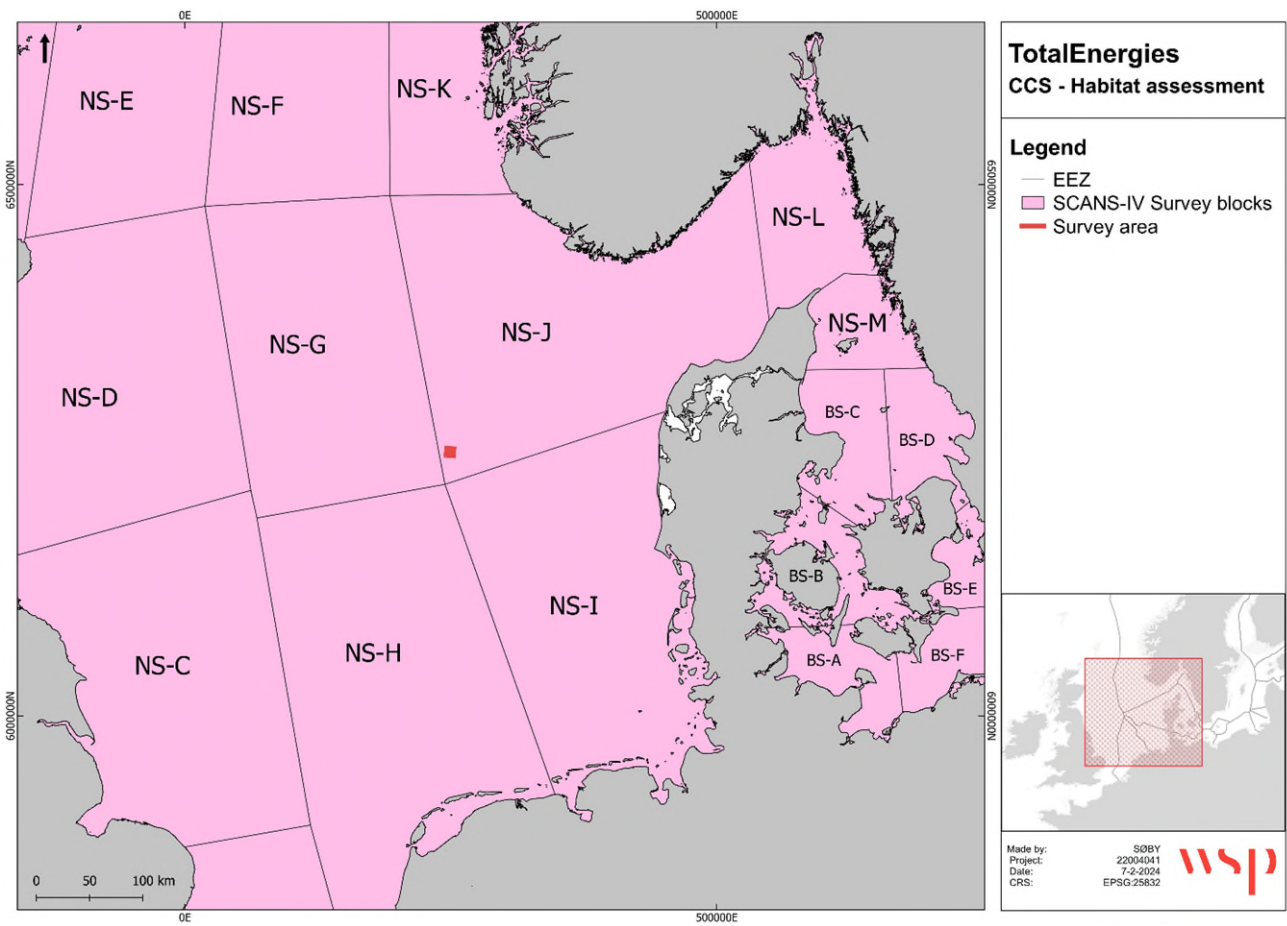 0E
500000E
NS-E
NS-F
NS-K
6500000N
6500000N
NS-L
NS-M
NS-J
NS-G
NS-D
BS-C
BS-D
BS-B
BS-E
NS-I
NS-H
NS-C
BS-A
BS-F
6000000N
6000000N
0 50 100 km
0E
500000E
TotalEnergies
CCS - Habitat assessment
Legend
EEZ
SCANS-IV Survey blocks
Survey area
Made by: SØBY
Project: 22004041
Date: 7-2-2024
CRS: EPSG:25832
wsp